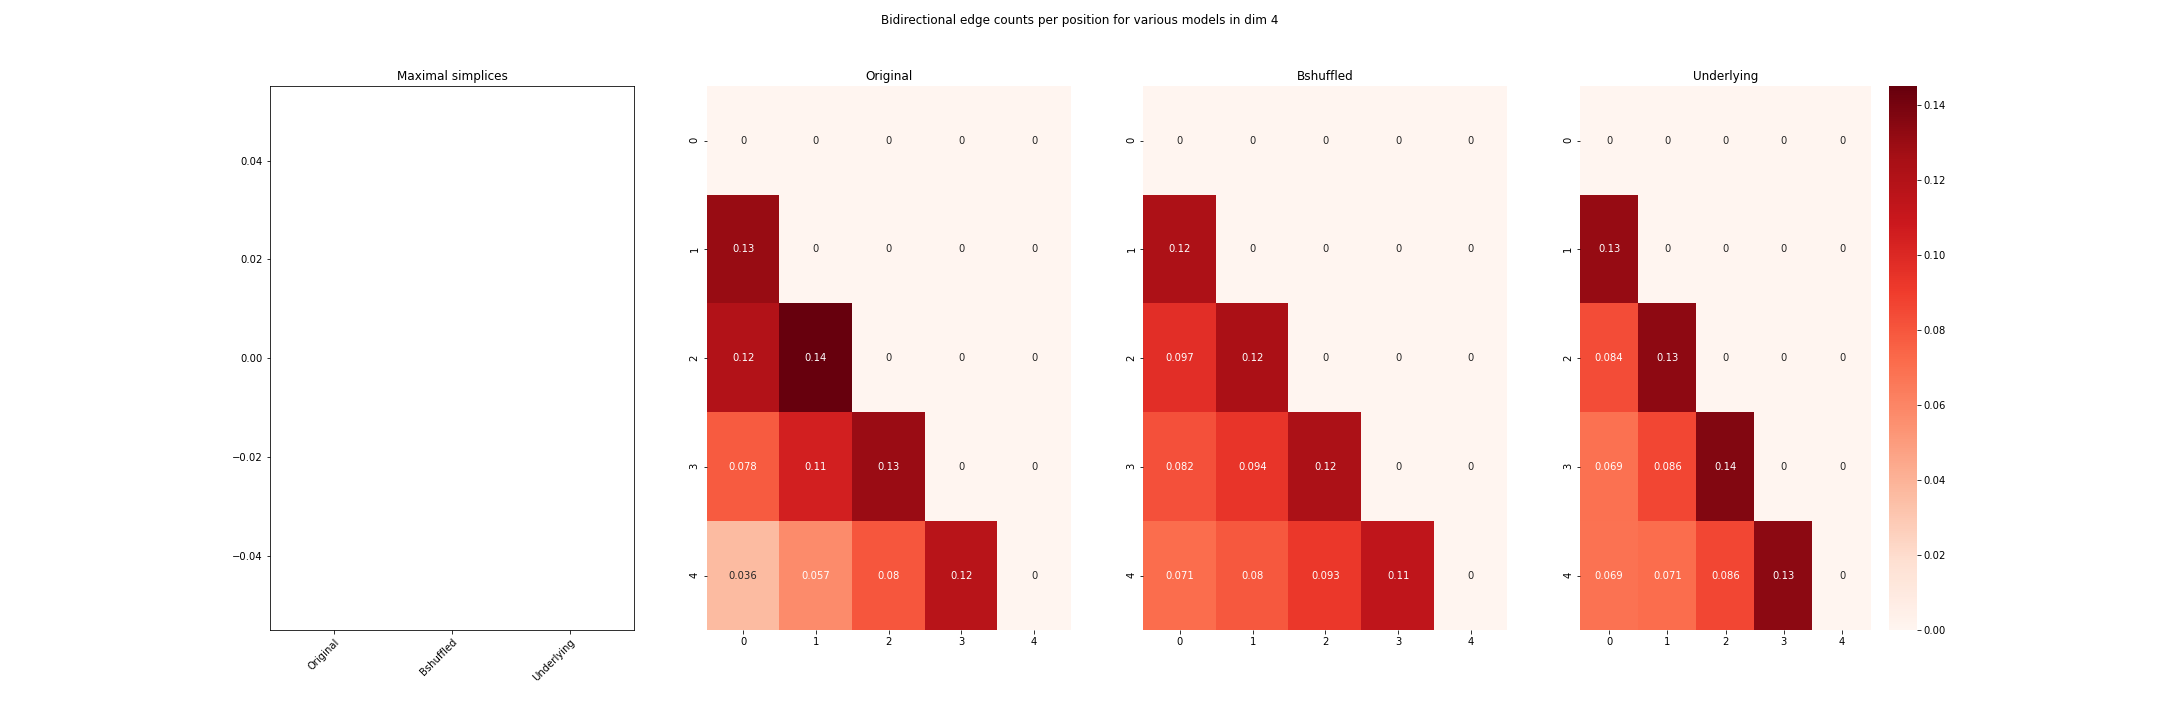 Bidirectional edge counts per position for various models in dim 4
Maximal simplices
0.04
0.02
0.00
−0.02
−0.04
Original
Bshuffled
Underlying
Original
0 0 0 0 0 0
1 0.13 0 0 0 0
2 0.12 0.14 0 0 0
3 0.078 0.11 0.13 0 0
4 0.036 0.057 0.08 0.12 0
0 1 2 3 4
Bshuffled
0 0 0 0 0 0
1 0.12 0 0 0 0
2 0.097 0.12 0 0 0
3 0.082 0.094 0.12 0 0
4 0.071 0.08 0.093 0.11 0
0 1 2 3 4
Underlying
0 0 0 0 0 0
1 0.13 0 0 0 0
2 0.084 0.13 0 0 0
3 0.069 0.086 0.14 0 0
4 0.069 0.071 0.086 0.13 0
0 1 2 3 4
0.14
0.12
0.10
0.08
0.06
0.04
0.02
0.00